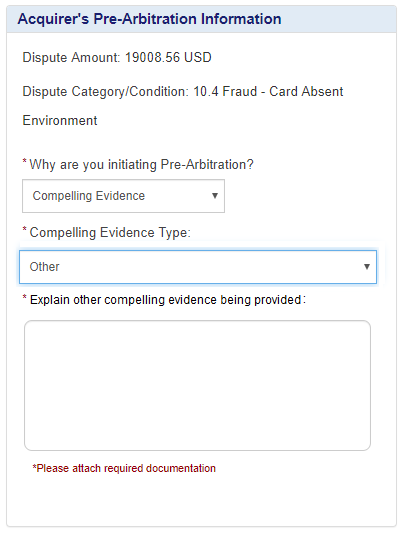 Acquirer's Pre-Arbitration Information
Dispute Amount: 19008.56 USD
Dispute Category/Condition: 10.4 Fraud - Card Absent
Environment
*Why are you initiating Pre-Arbitration?
Compelling Evidence
*Compelling Evidence Type:
Other
*Explain other compelling evidence being provided:
*Please attach required documentation